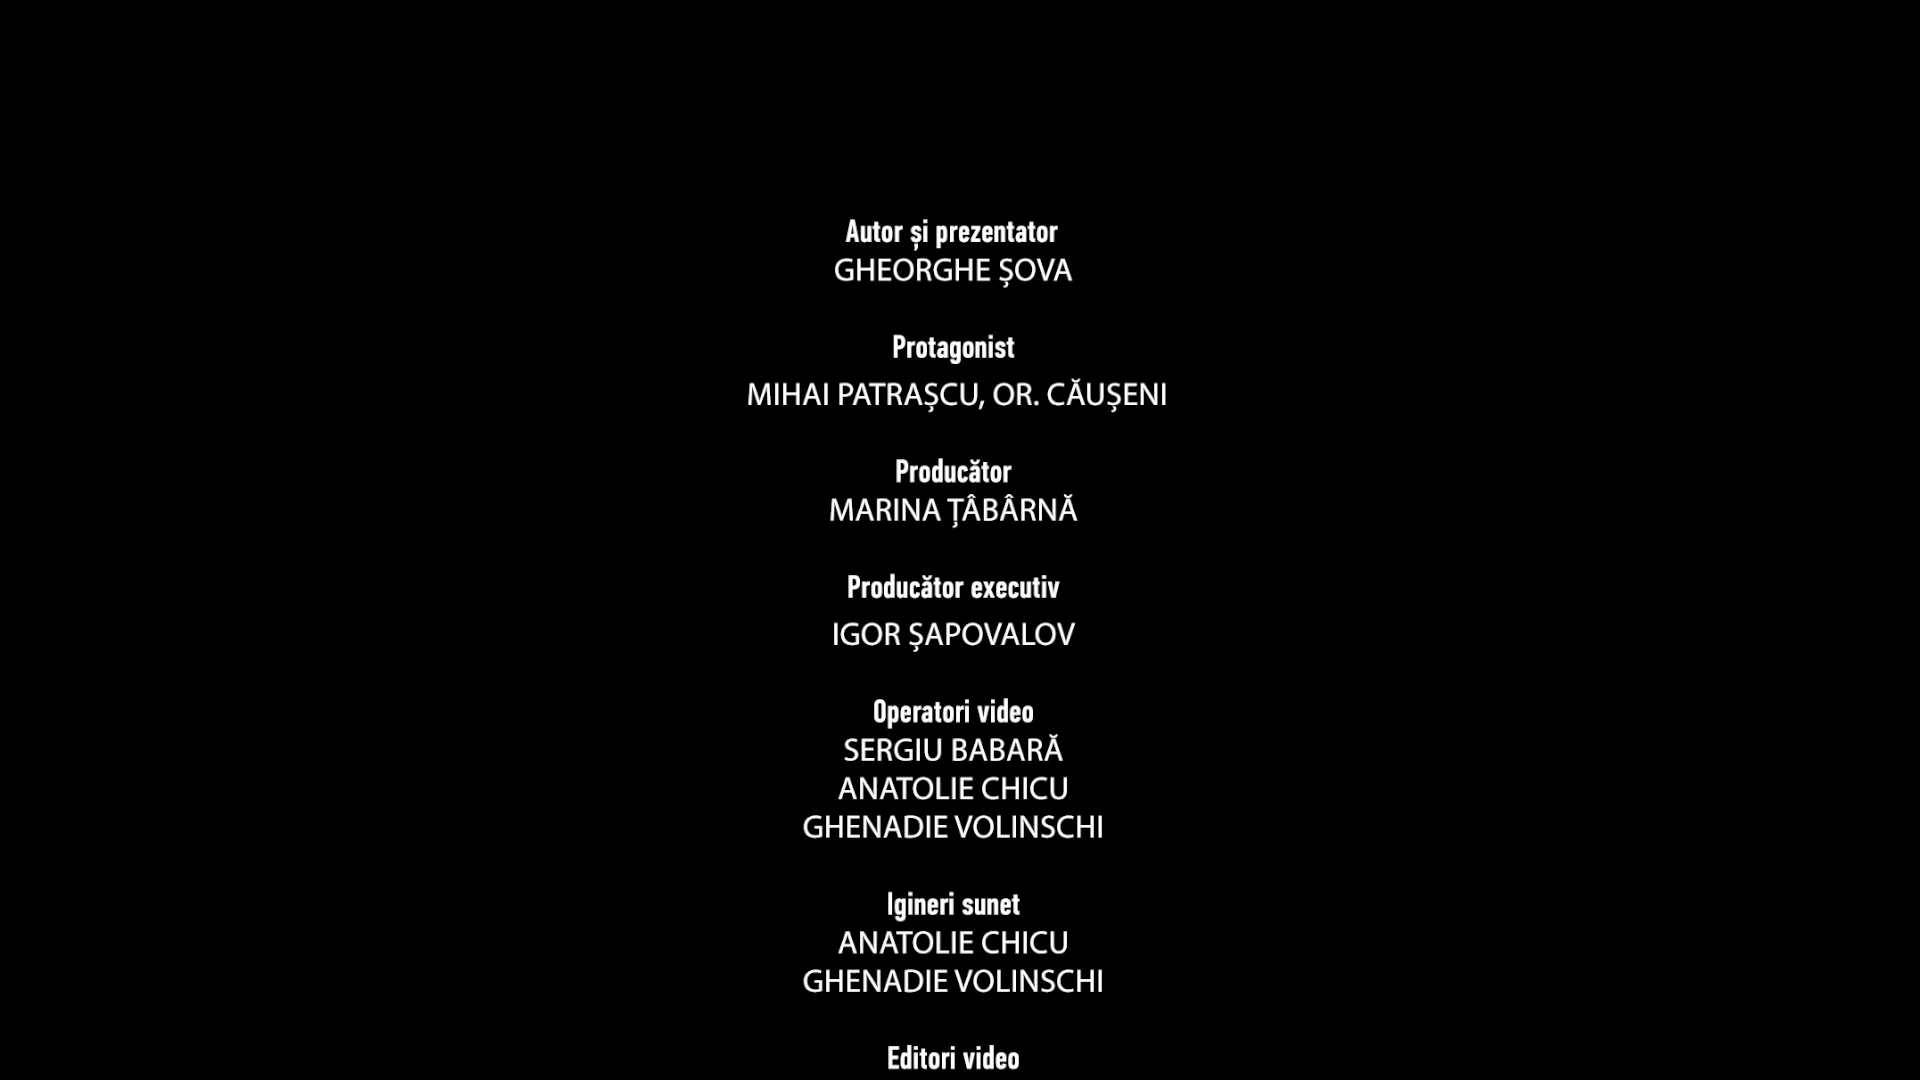 Autor și prezentator
GHEORGHE ȘOVA
Protagonist
MIHAI PATRAȘCU, OR. CĂUȘENI
Producător
MARINA ȚÂBÂRNĂ
Producător executiv
IGOR ȘAPOVALOV
Operatori video
SERGIU BABARĂ
ANATOLIE CHICU
GHENADIE VOLINSCHI
Igineri sunet
ANATOLIE CHICU
GHENADIE VOLINSCHI
Editori video